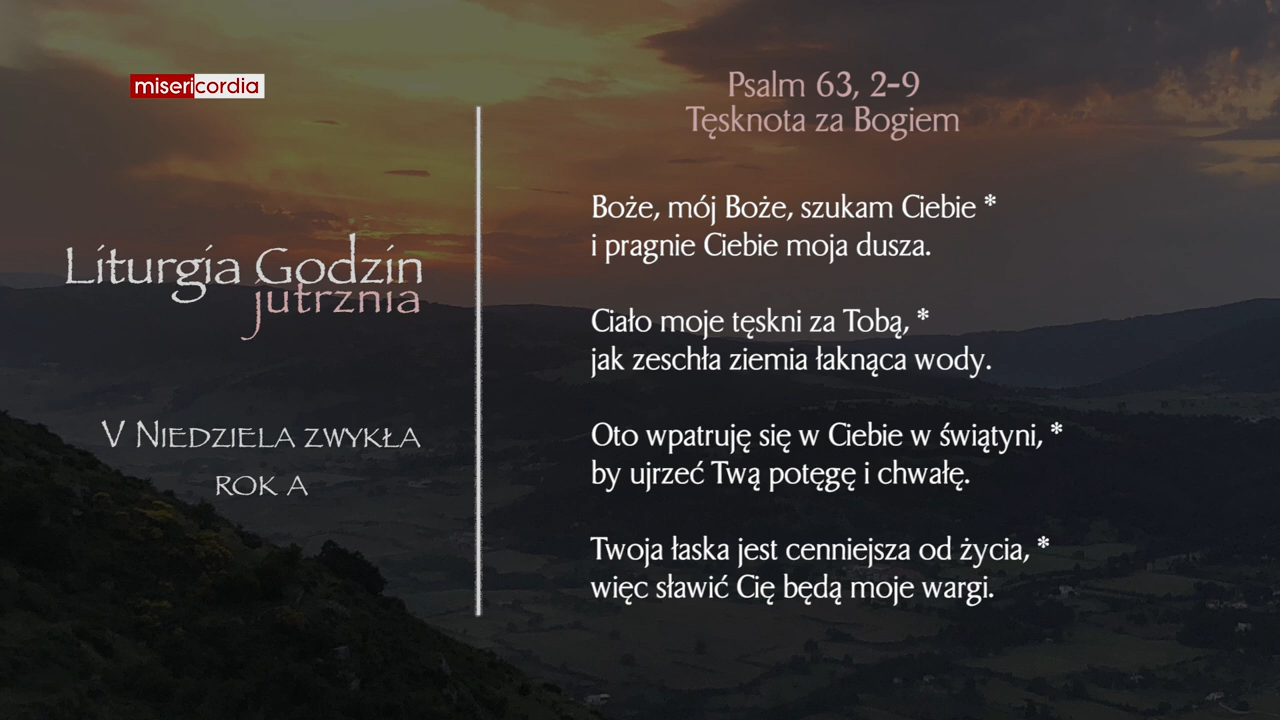 misericordia
Liturgia Godzin
jutrznia
V Niedziela zwykła
rok A
Psalm 63, 2-9
Tęsknota za Bogiem
Boże, mój Boże, szukam Ciebie *
i pragnie Ciebie moja dusza.
Ciało moje tęskni za Tobą, *
jak zeschła ziemia łaknąca wody.
Oto wpatruję się w Ciebie w świątyni, *
by ujrzeć Twą potęgę i chwałę.
Twoja łaska jest cenniejsza od życia, *
więc sławić Cię będą moje wargi.